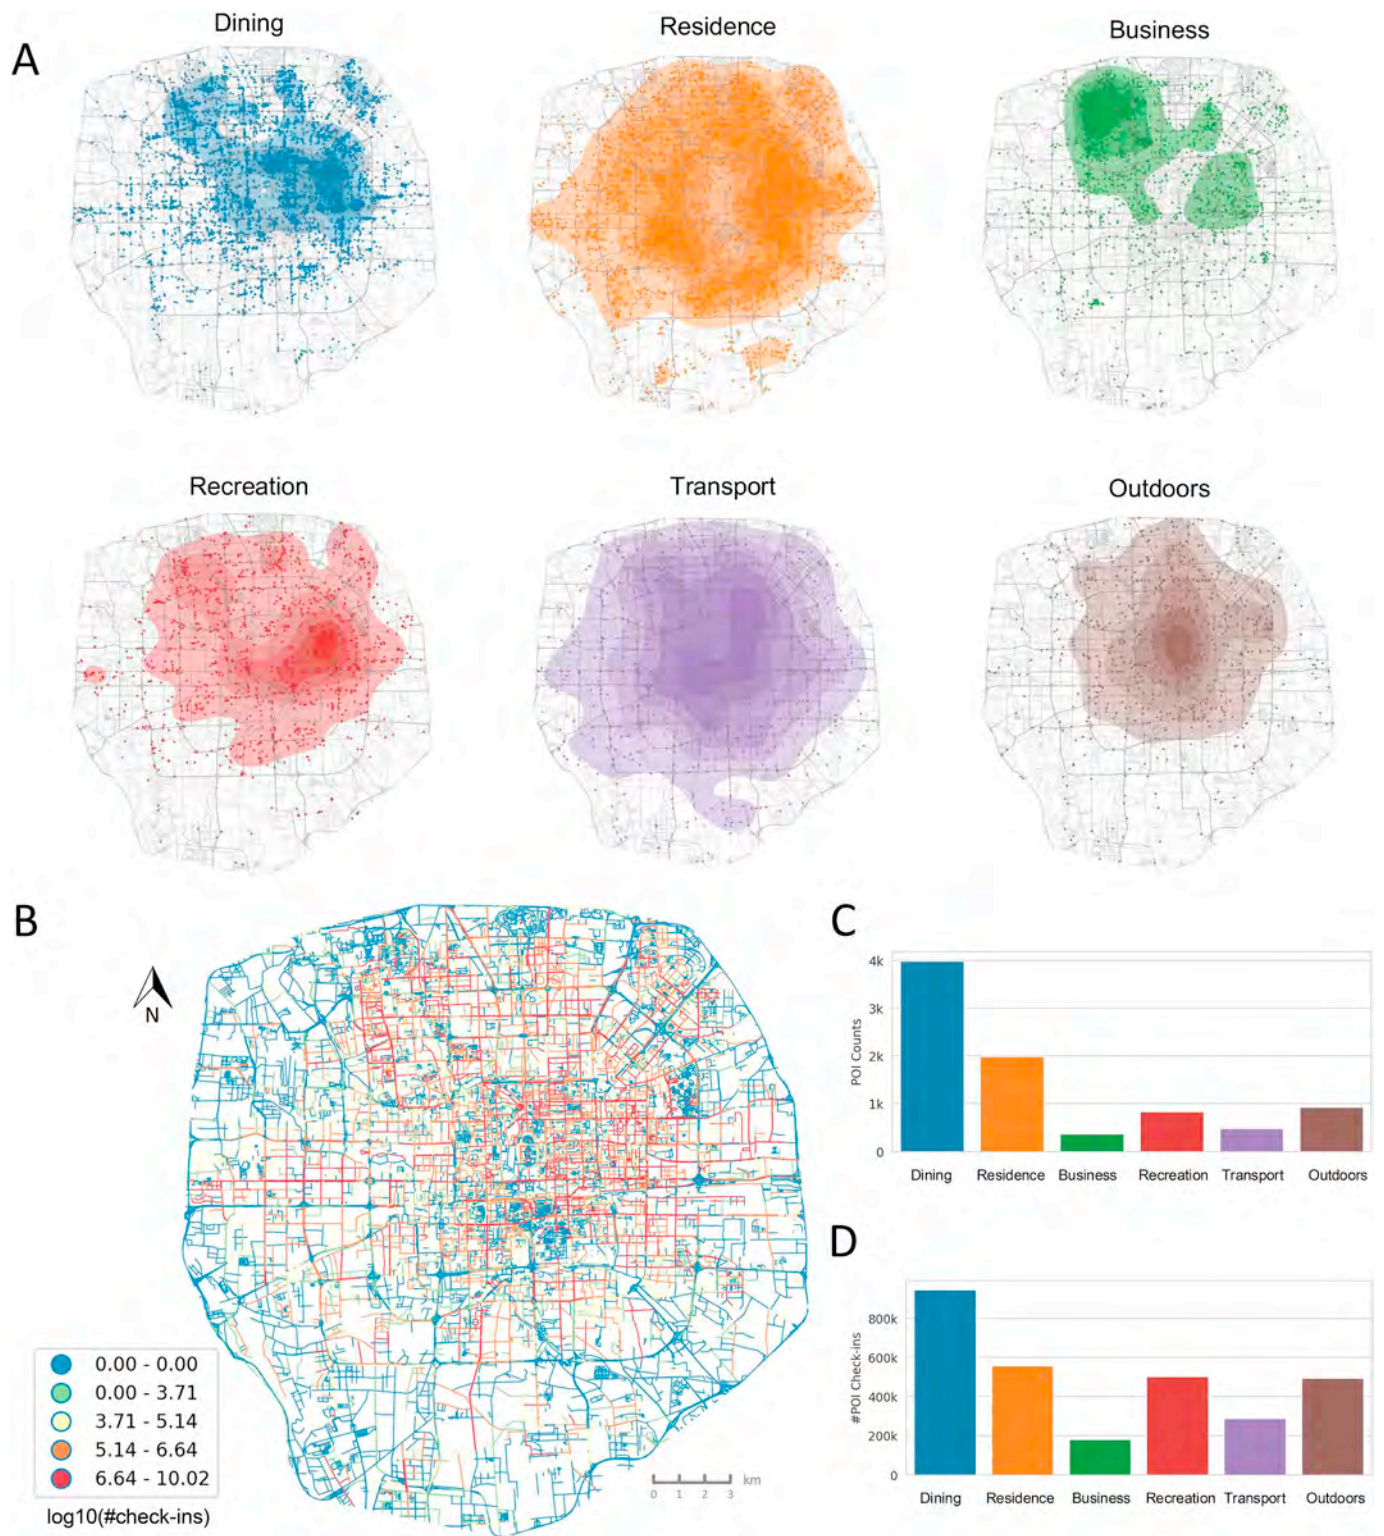 A
Dining
Residence
Business
Recreation
Transport
Outdoors
B
N
0.00 - 0.00
0.00 - 3.71
3.71 - 5.14
5.14 - 6.64
6.64 - 10.02
log10(#check-ins)
0 1 2 3 km
C
POI Counts
4k
3k
2k
1k
0
Dining Residence Business Recreation Transport Outdoors
D
#POI Check-ins
800k
600k
400k
200k
0
Dining Residence Business Recreation Transport Outdoors